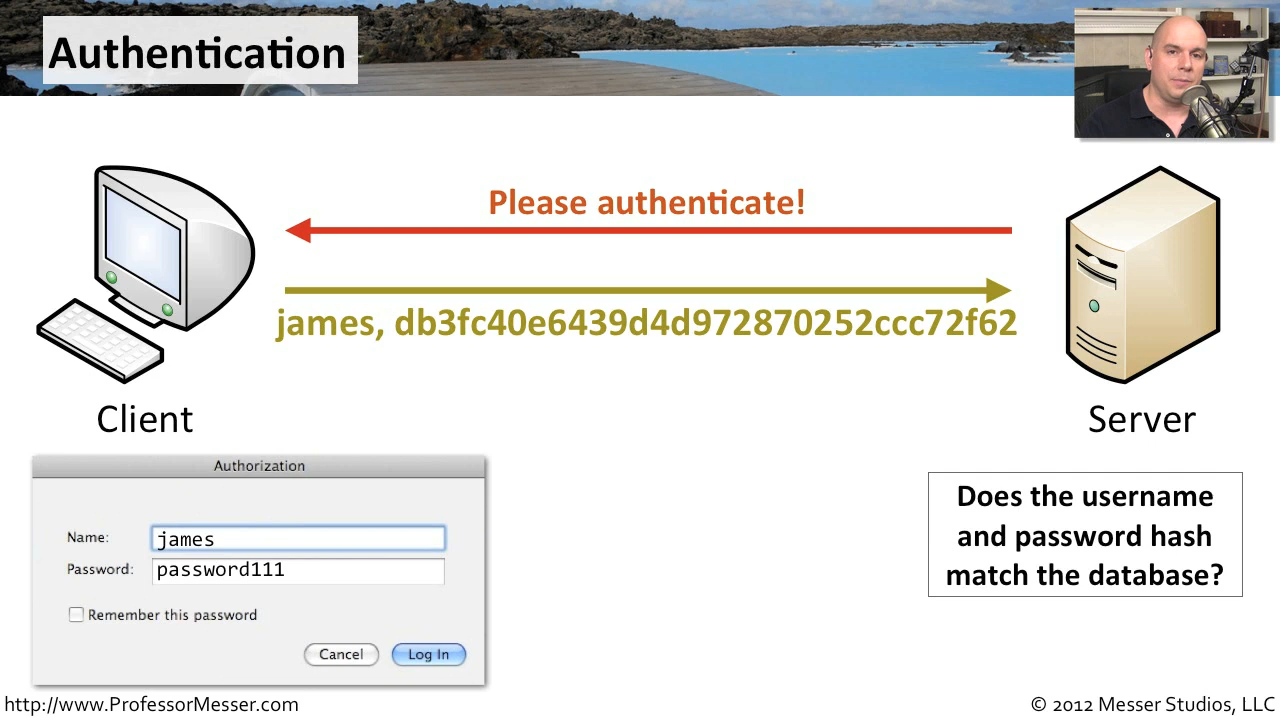 Authentication
Please authenticate!
james, db3fc40e6439d4d972870252ccc72f62
Client
Server
Authorization
Name: james
Password: password111
Remember this password
Cancel Log In
Does the username
and password hash
match the database?
http://www.ProfessorMesser.com
© 2012 Messer Studios, LLC